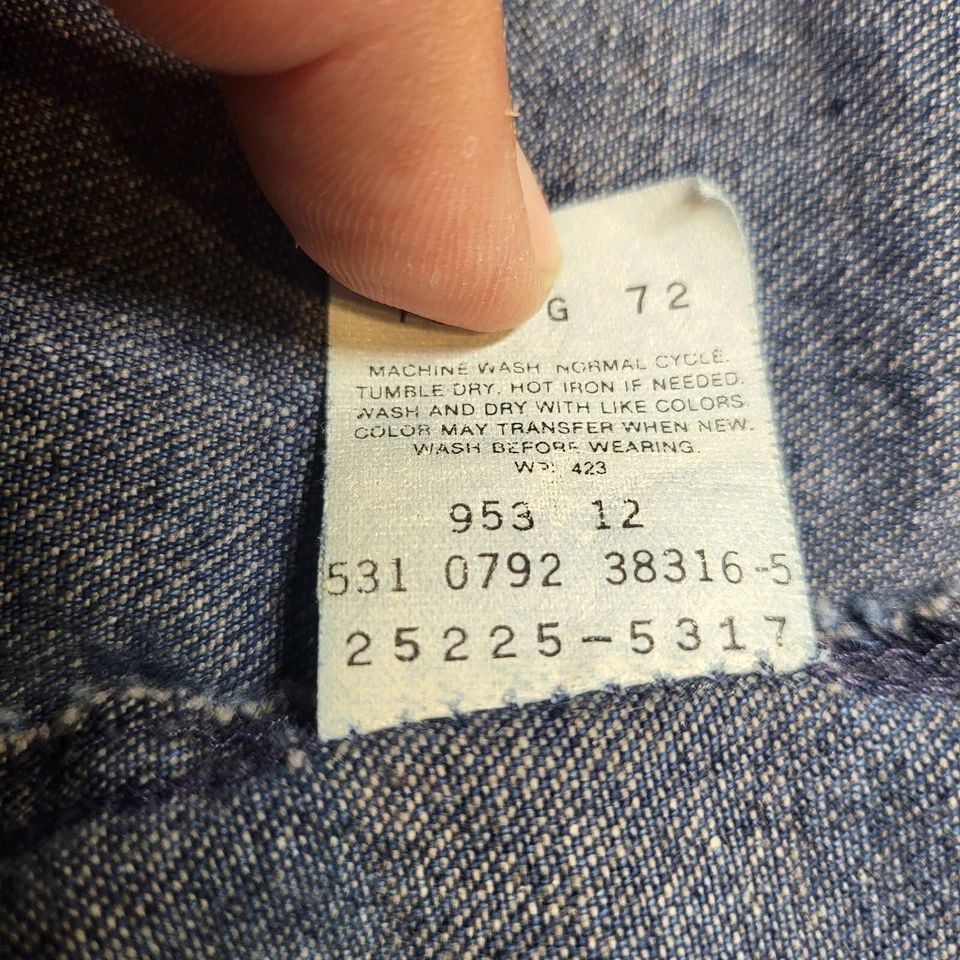 G 72
MACHINE WASH NORMAL CYCLE.
TUMBLE DRY. HOT IRON IF NEEDED.
WASH AND DRY WITH LIKE COLORS
COLOR MAY TRANSFER WHEN NEW.
WASH BEFORE WEARING.
423
953 12
531 0792 38316-5
25225-5317